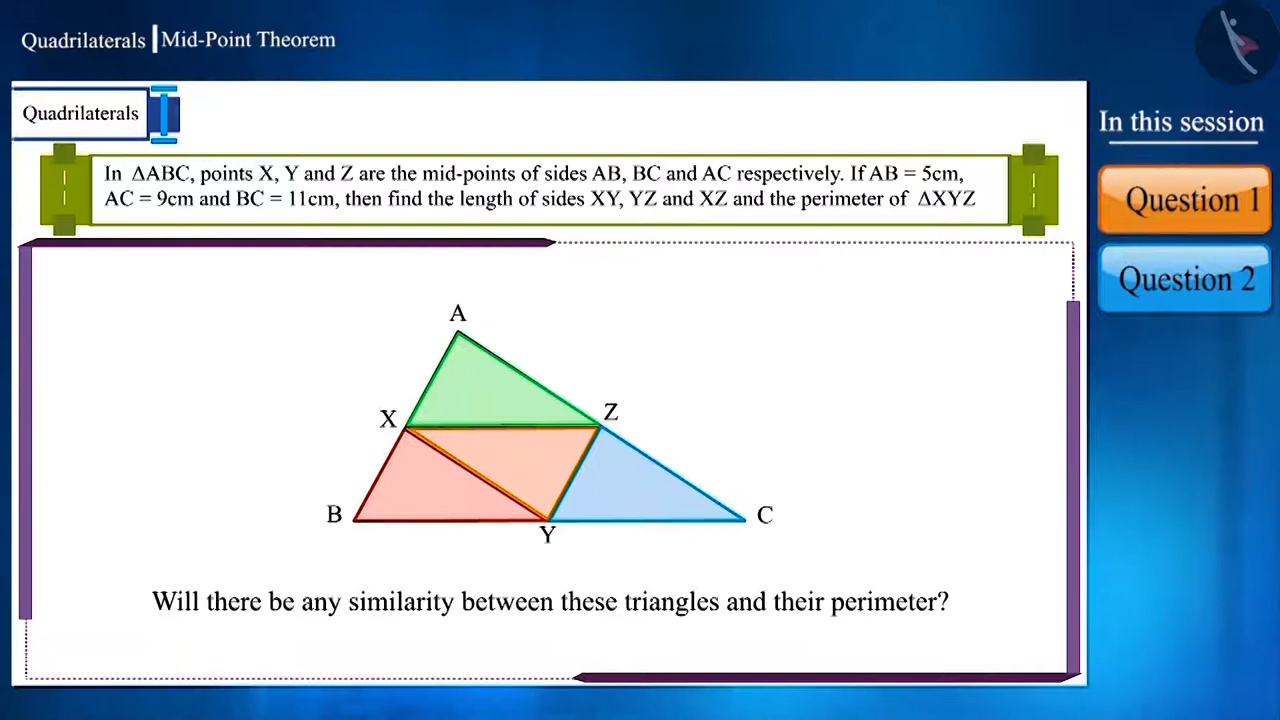 Quadrilaterals | Mid-Point Theorem
Quadrilaterals
In ΔABC, points X, Y and Z are the mid-points of sides AB, BC and AC respectively. If AB = 5cm,
AC = 9cm and BC = 11cm, then find the length of sides XY, YZ and XZ and the perimeter of ΔXYZ
In this session
Question 1
Question 2
A
X
Z
B
Y
C
Will there be any similarity between these triangles and their perimeter?